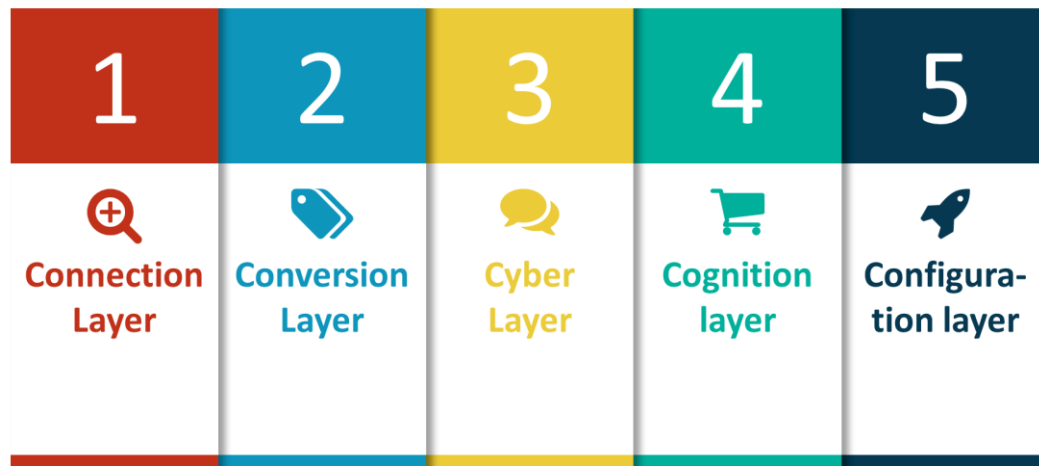 1
2
3
4
5
Connection
Layer
Conversion
Layer
Cyber
Layer
Cognition
layer
Configura-
tion layer